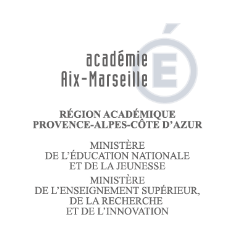 académie
Aix-Marseille
É
RÉGION ACADÉMIQUE
PROVENCE-ALPES-CÔTE D'AZUR
MINISTÈRE
DE L'ÉDUCATION NATIONALE
ET DE LA JEUNESSE
MINISTÈRE
DE L'ENSEIGNEMENT SUPÉRIEUR,
DE LA RECHERCHE
ET DE L'INNOVATION